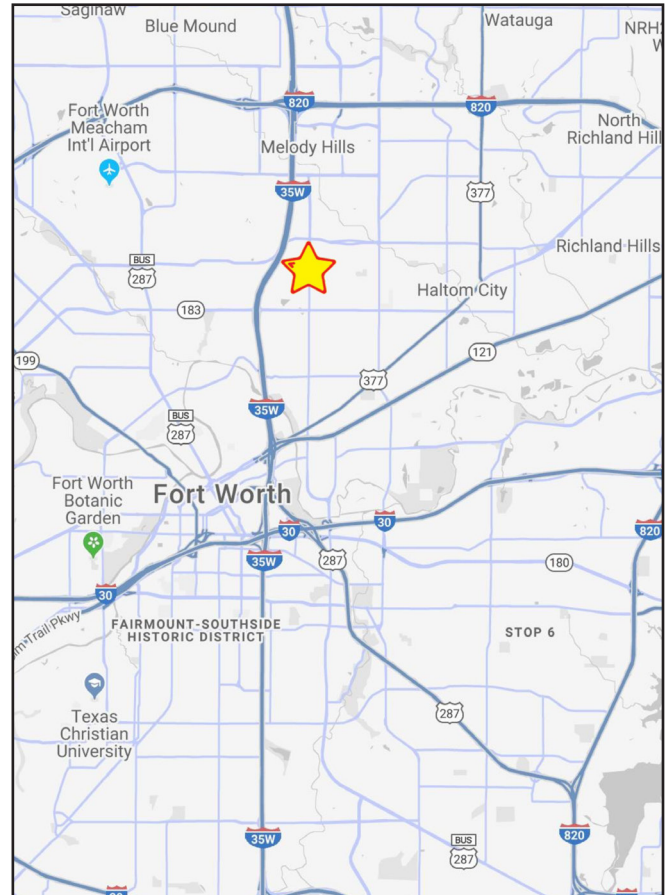 Saginaw
Blue Mound
Watauga
NRH
820
820
Fort Worth
Meacham
Int'l Airport
Melody Hills
North
Richland Hill
35W
377
Richland Hills
BUS
287
Haltom City
183
121
199
377
35W
BUS
287
Fort Worth
Botanic
Garden
Fort Worth
30
30
820
35W
287
180
30
m Trail Pkwy
FAIRMOUNT-SOUTHSIDE
HISTORIC DISTRICT
STOP 6
287
Texas
Christian
University
35W
820
BUS
287